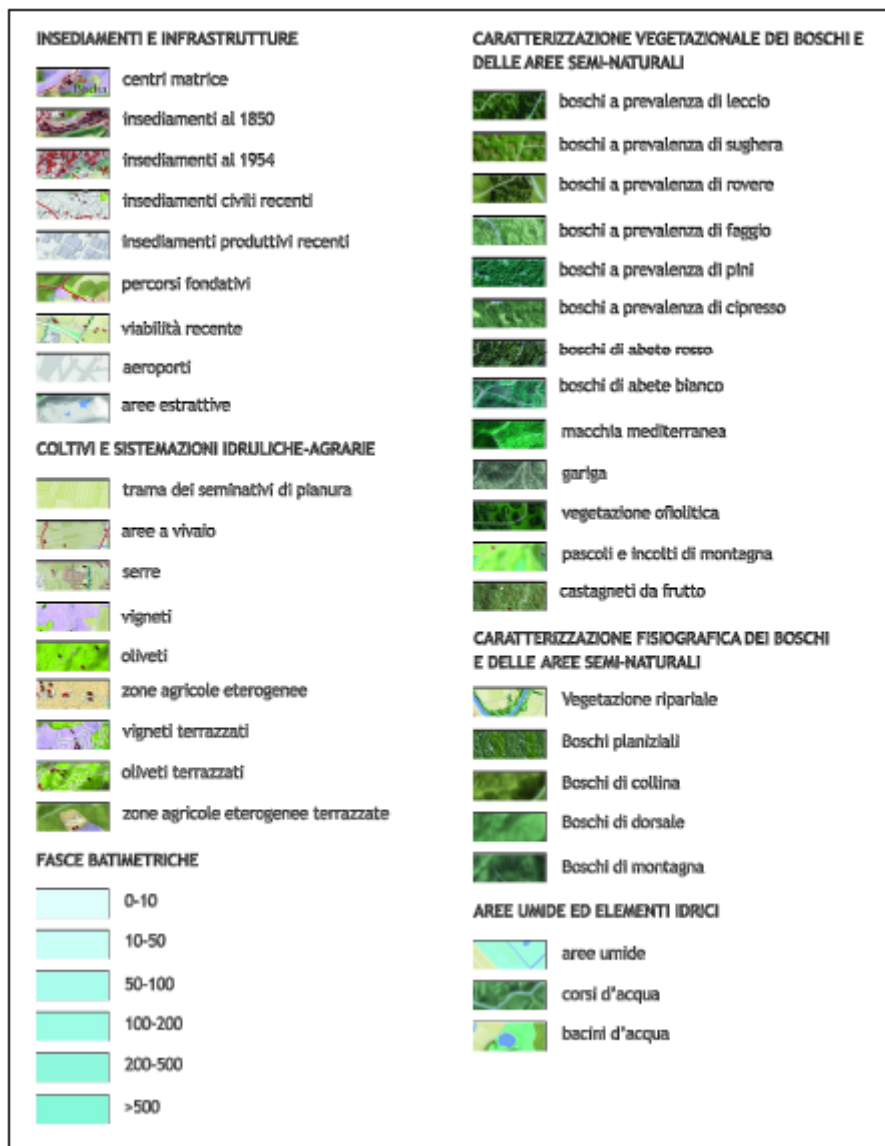 INSEDIAMENTI E INFRASTRUTTURE
centri matrice
insediamenti al 1850
insediamenti al 1954
insediamenti civili recenti
insediamenti produttivi recenti
percorsi fondativi
viabilità recente
aeroporti
aree estrattive
COLTIVI E SISTEMAZIONI IDRULICHE-AGRARIE
trama dei seminativi di pianura
aree a vivaio
serre
vigneti
oliveti
zone agricole eterogenee
vigneti terrazzati
oliveti terrazzati
zone agricole eterogenee terrazzate
FASCE BATIMETRICHE
0-10
10-50
50-100
100-200
200-500
>500
CARATTERIZZAZIONE VEGETAZIONALE DEI BOSCHI E
DELLE AREE SEMI-NATURALI
boschi a prevalenza di leccio
boschi a prevalenza di sughera
boschi a prevalenza di rovere
boschi a prevalenza di faggio
boschi a prevalenza di pini
boschi a prevalenza di cipresso
boschi di abete rosso
boschi di abete bianco
macchia mediterranea
gariga
vegetazione ofiolitica
pascoli e incolti di montagna
castagneti da frutto
CARATTERIZZAZIONE FISIOGRAFICA DEI BOSCHI
E DELLE AREE SEMI-NATURALI
Vegetazione ripariale
Boschi planiziali
Boschi di collina
Boschi di dorsale
Boschi di montagna
AREE UMIDE ED ELEMENTI IDRICI
aree umide
corsi d'acqua
bacini d'acqua